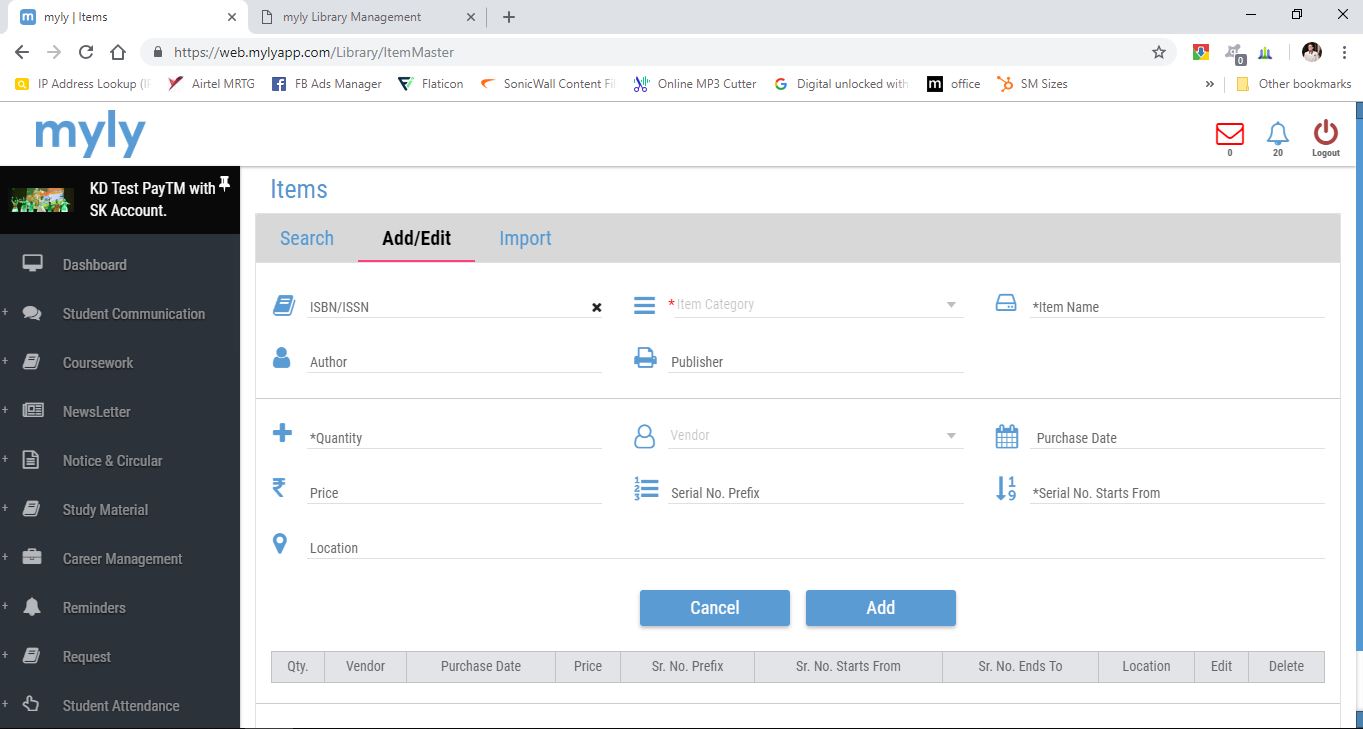 myly | Items
myly Library Management
https://web.mylyapp.com/Library/ItemMaster
IP Address Lookup (I
Airtel MRTG
FB Ads Manager
Flaticon
SonicWall Content Fil
Online MP3 Cutter
Digital unlocked with
office
SM Sizes
Other bookmarks
myly
0
20
Logout
KD Test PayTM with
SK Account.
Dashboard
Student Communication
Coursework
NewsLetter
Notice & Circular
Study Material
Career Management
Reminders
Request
Student Attendance
Items
Search
Add/Edit
Import
ISBN/ISSN
*Item Category
*Item Name
Author
Publisher
*Quantity
Vendor
Purchase Date
Price
Serial No. Prefix
*Serial No. Starts From
Location
Cancel
Add
Qty.
Vendor
Purchase Date
Price
Sr. No. Prefix
Sr. No. Starts From
Sr. No. Ends To
Location
Edit
Delete